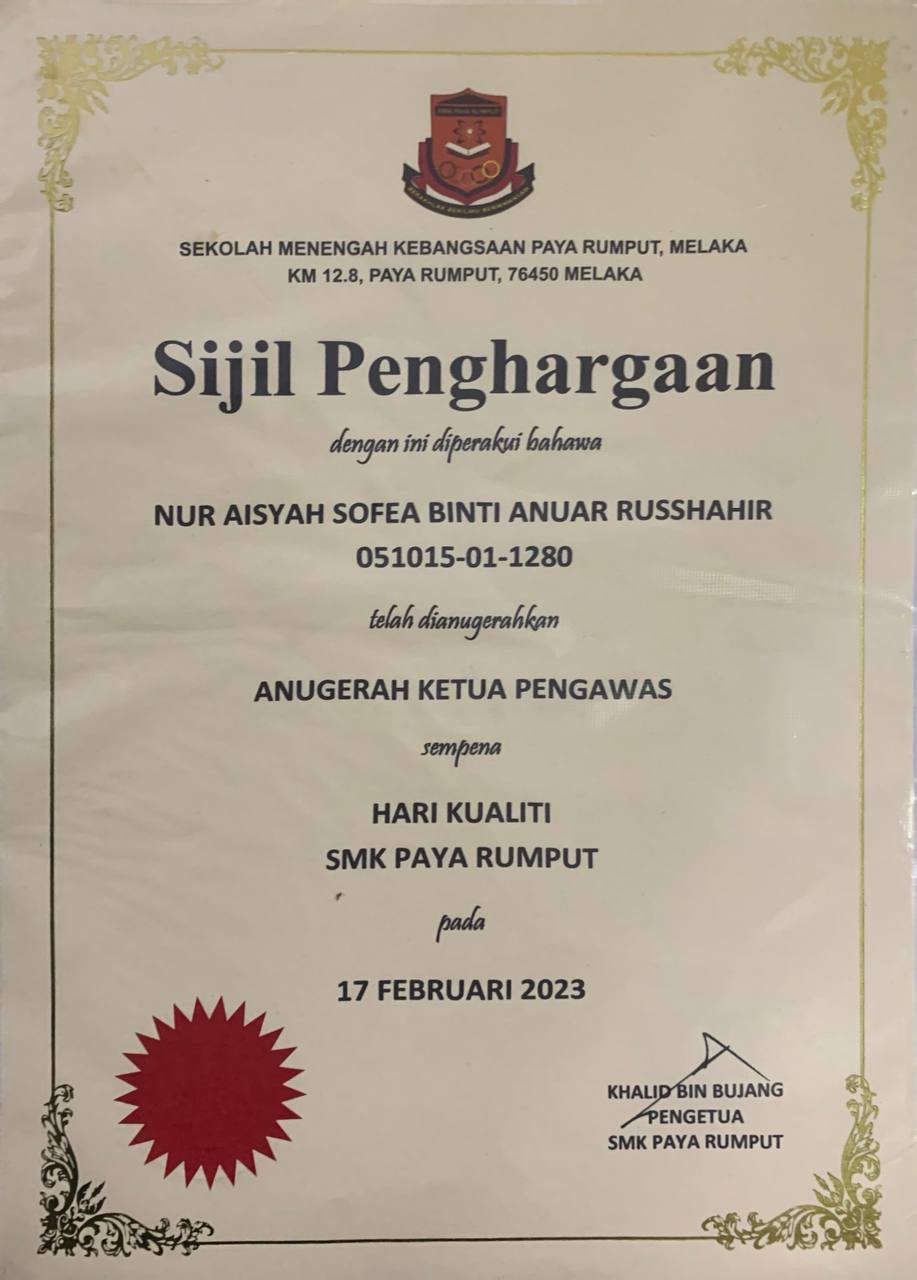 SMK PAYA RUMPUT
BERAKHLAK BERILMU BERWAWASAN
SEKOLAH MENENGAH KEBANGSAAN PAYA RUMPUT, MELAKA
KM 12.8, PAYA RUMPUT, 76450 MELAKA
Sijil Penghargaan
dengan ini diperakui bahawa
NUR AISYAH SOFEA BINTI ANUAR RUSSHAHIR
051015-01-1280
telah dianugerahkan
ANUGERAH KETUA PENGAWAS
sempena
HARI KUALITI
SMK PAYA RUMPUT
pada
17 FEBRUARI 2023
KHALID BIN BUJANG
PENGETUA
SMK PAYA RUMPUT